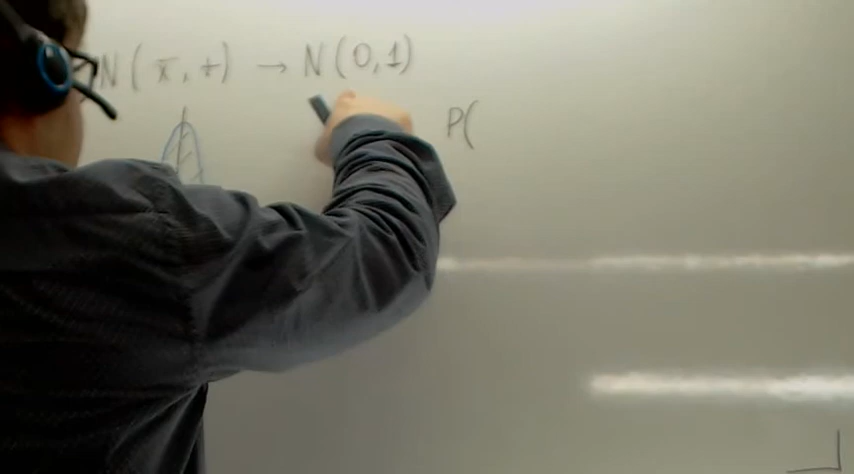 N(x̄, σ) → N(0,1)
P(